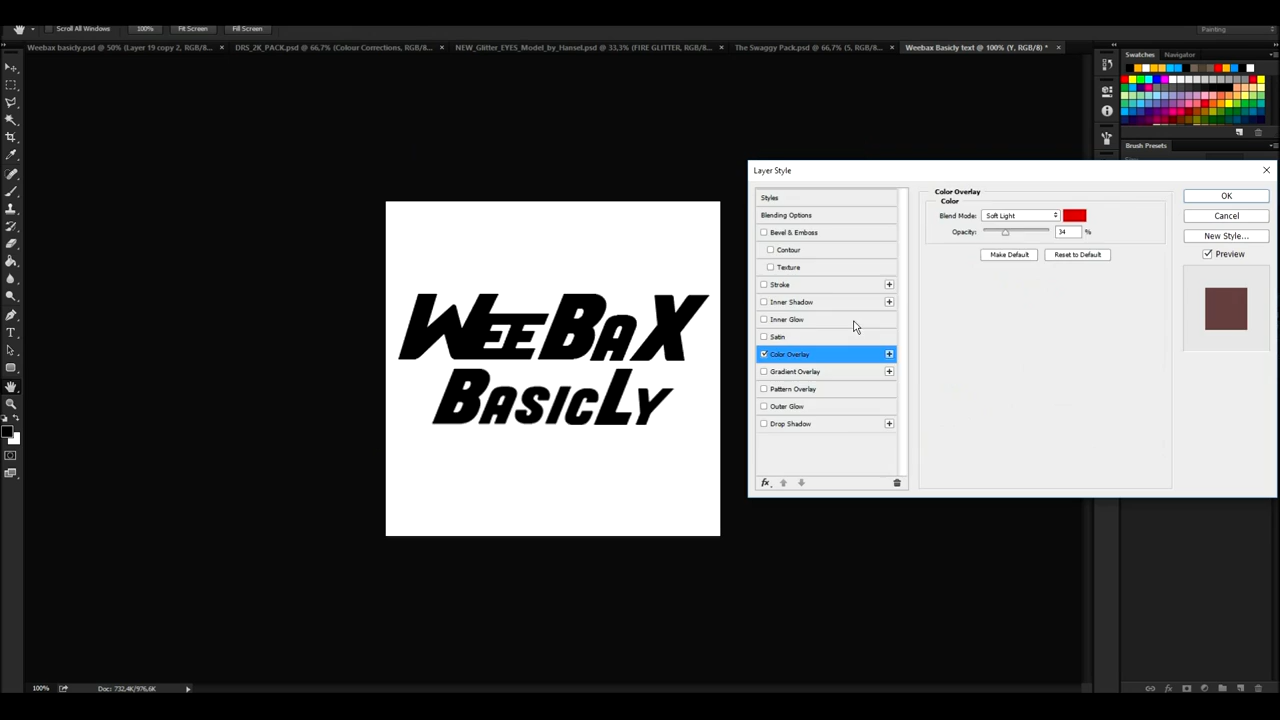 Scroll All Windows 100% Fit Screen Fill Screen Painting
Weebax basicly.psd @ 50% (Layer 19 copy 2, RGB/8... × DRS_2K_PACK.psd @ 66,7% (Colour Corrections, RGB/8... × NEW_Glitter_EYES_Model_by_Hansel.psd @ 33,3% (FIRE GLITTER, RGB/8... × The Swaggy Pack.psd @ 66,7% (5, RGB/8... × Weebax Basicly text @ 100% (Y, RGB/8) * ×
Swatches Navigator
Brush Presets
Layer Style
Styles
Blending Options
Bevel & Emboss
Contour
Texture
Stroke
Inner Shadow
Inner Glow
Satin
Color Overlay
Gradient Overlay
Pattern Overlay
Outer Glow
Drop Shadow
fx
Color Overlay
Color
Blend Mode: Soft Light
Opacity: 34 %
Make Default Reset to Default
OK
Cancel
New Style...
Preview
WEEBAX
BASICLY
100% Doc: 732,4K/976,6K